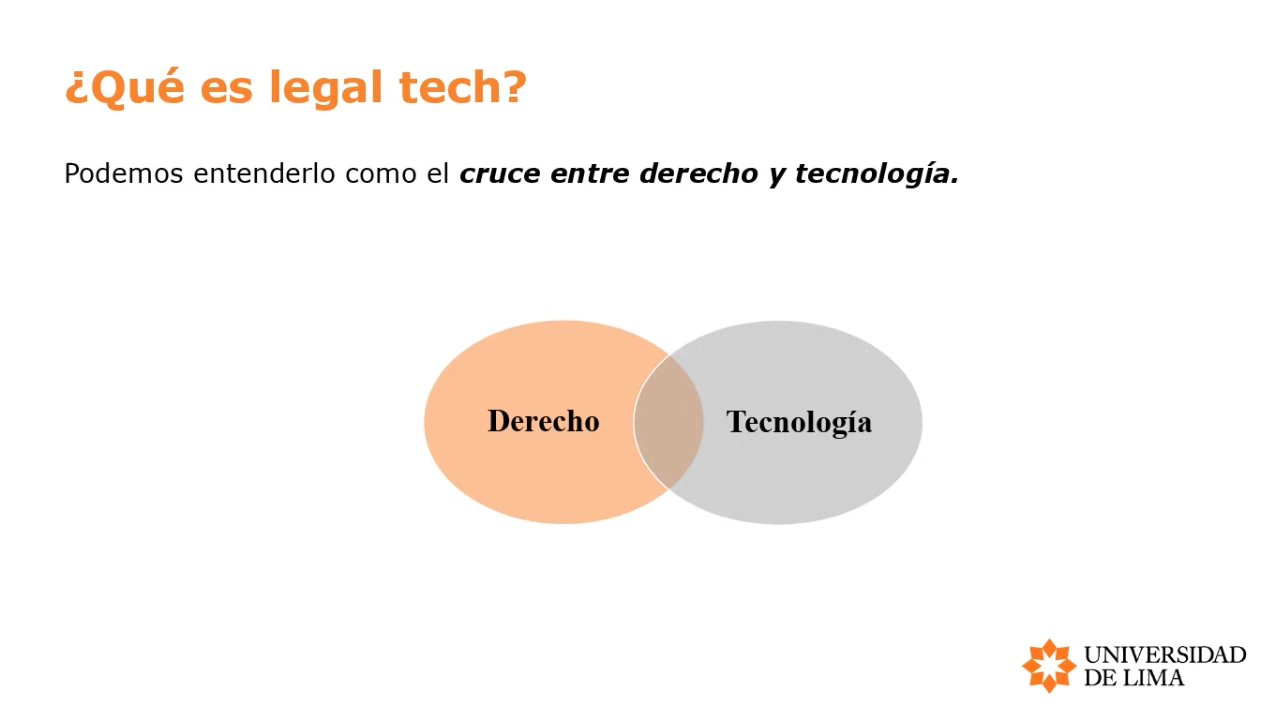 ¿Qué es legal tech?
Podemos entenderlo como el cruce entre derecho y tecnología.
Derecho
Tecnología
UNIVERSIDAD
DE LIMA